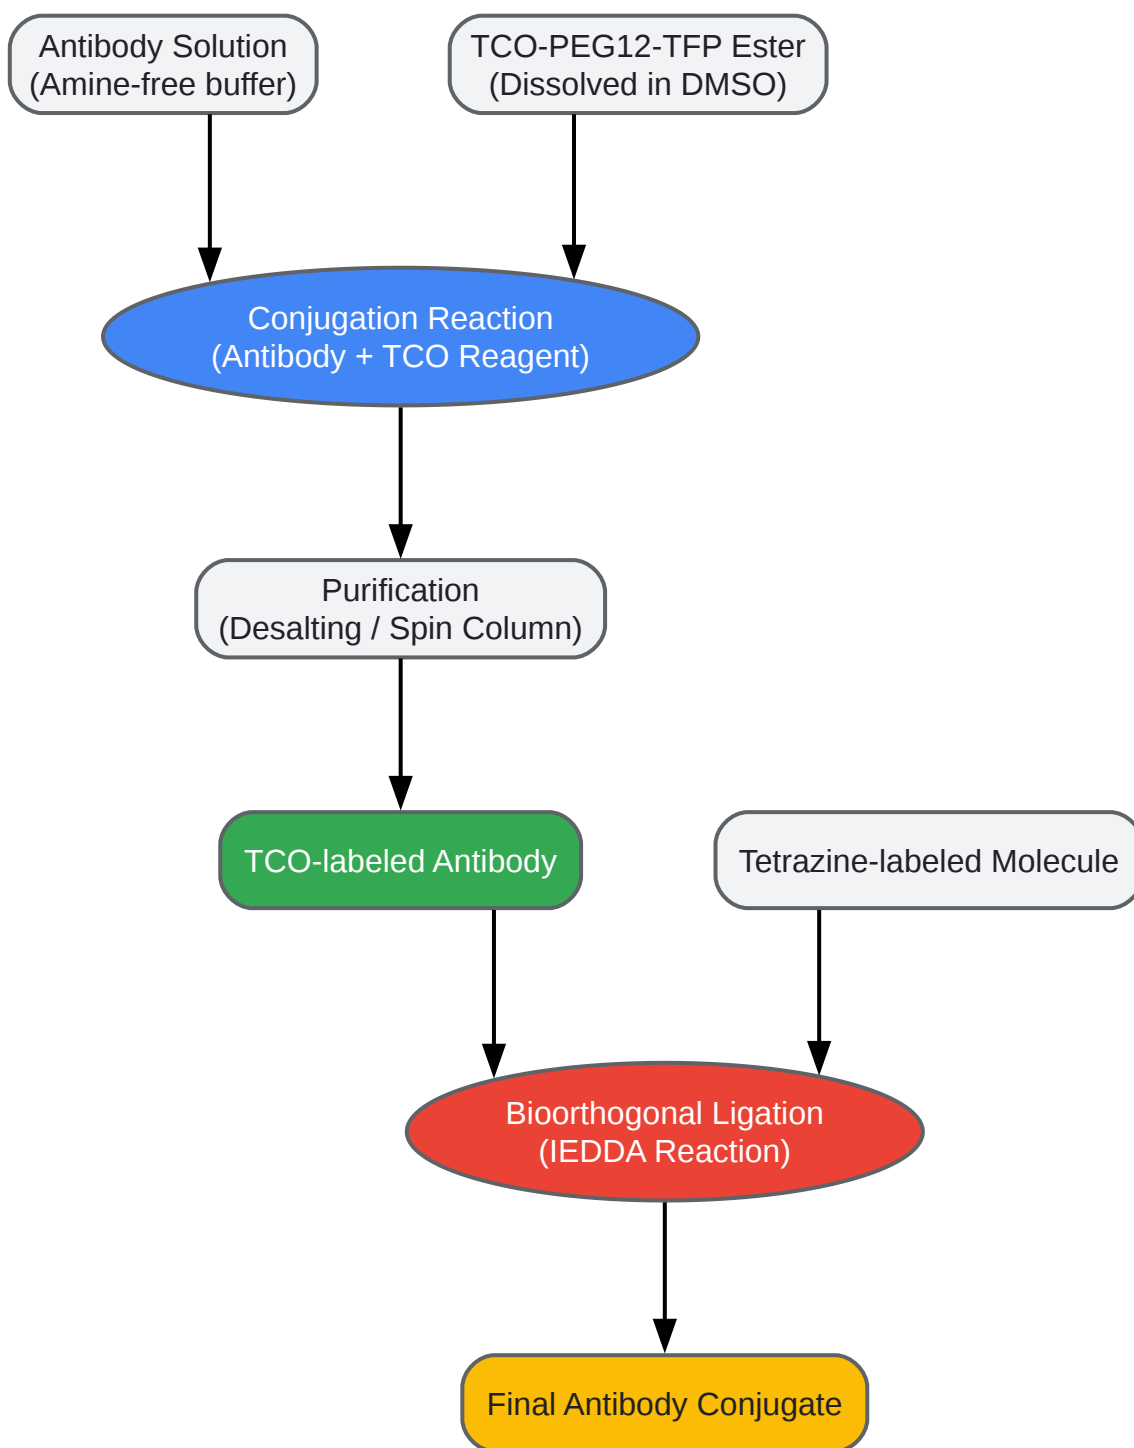 Antibody Solution
(Amine-free buffer)
TCO-PEG12-TFP Ester
(Dissolved in DMSO)
Conjugation Reaction
(Antibody + TCO Reagent)
Purification
(Desalting / Spin Column)
TCO-labeled Antibody
Tetrazine-labeled Molecule
Bioorthogonal Ligation
(IEDDA Reaction)
Final Antibody Conjugate